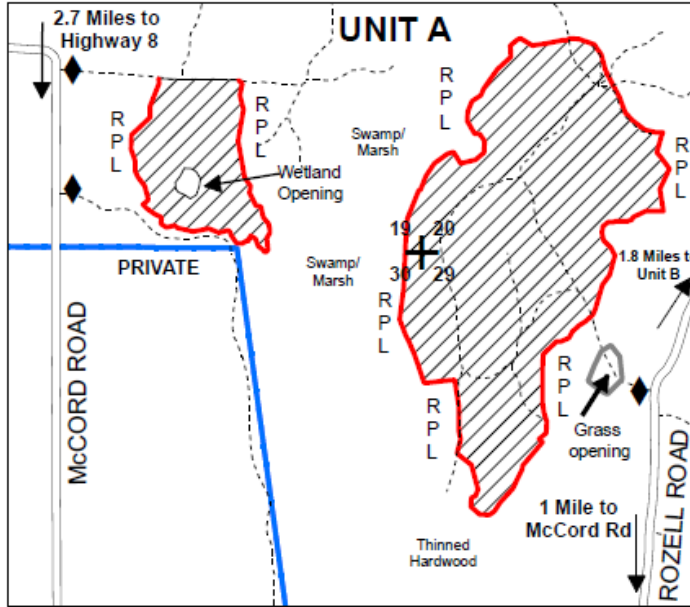 2.7 Miles to
Highway 8
UNIT A
R
P
L
R
P
L
R
P
L
Swamp/
Marsh
R
P
L
Wetland
Opening
19 20
30 29
PRIVATE
Swamp/
Marsh
1.8 Miles t
Unit B
R
P
L
R
P
L
R
P
L
McCORD ROAD
Grass
opening
1 Mile to
McCord Rd
ROZELL ROAD
Thinned
Hardwood